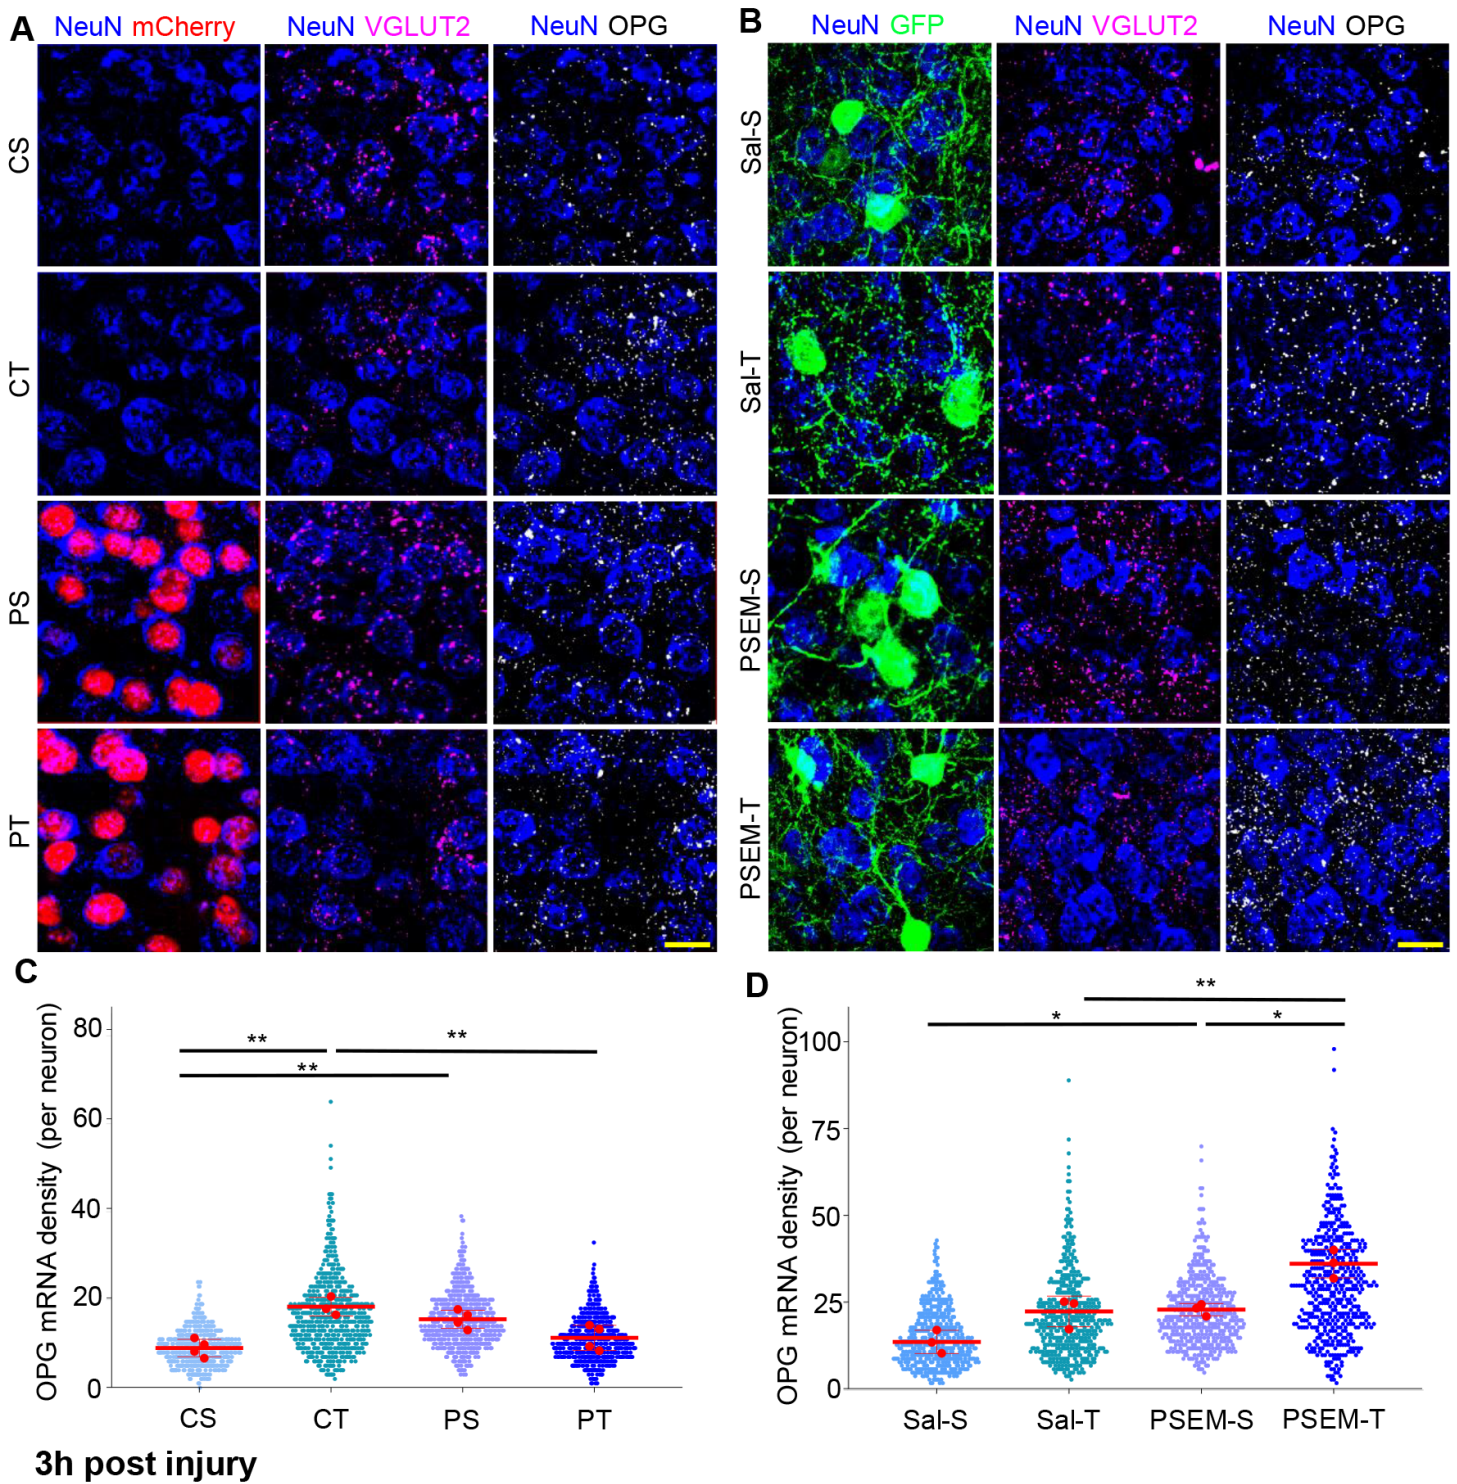 A
NeuN mCherry
NeuN VGLUT2
NeuN OPG
CS
CT
PS
PT
B
NeuN GFP
NeuN VGLUT2
NeuN OPG
Sal-S
Sal-T
PSEM-S
PSEM-T
C
OPG mRNA density (per neuron)
80
60
40
20
0
**
**
**
CS
CT
PS
PT
3h post injury
D
OPG mRNA density (per neuron)
100
75
50
25
0
**
*
*
Sal-S
Sal-T
PSEM-S
PSEM-T